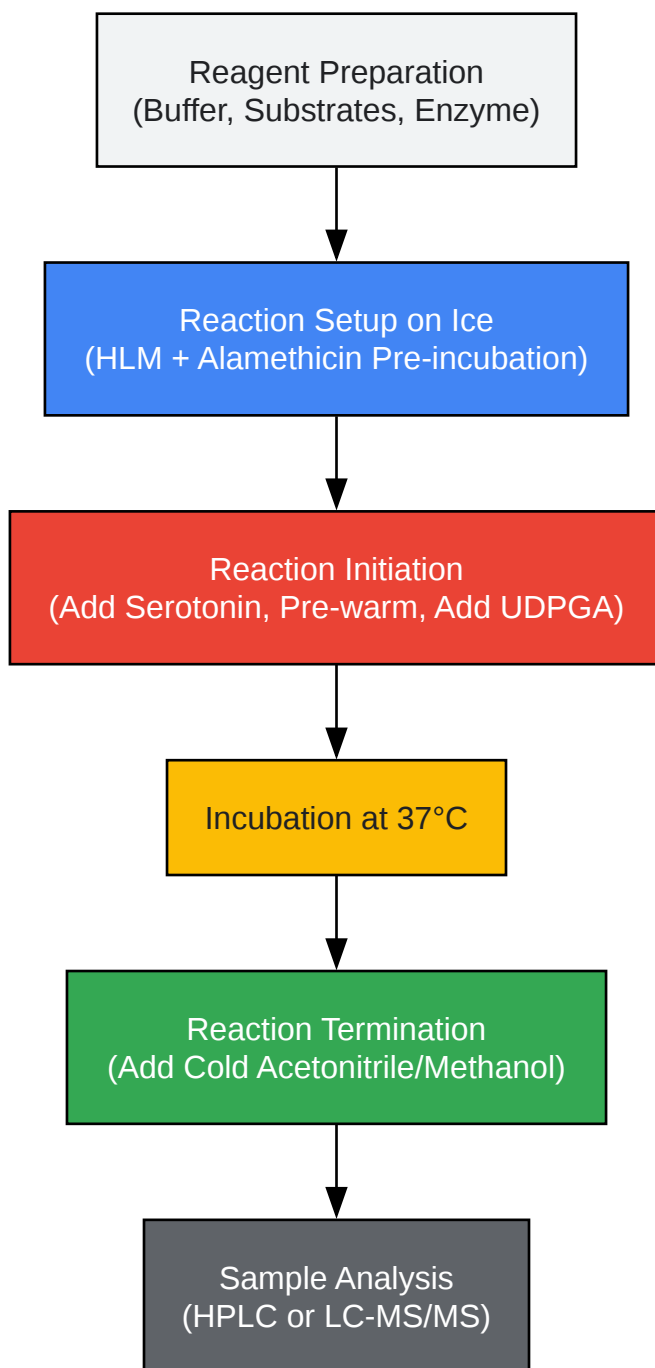 Reagent Preparation
(Buffer, Substrates, Enzyme)
Reaction Setup on Ice
(HLM + Alamethicin Pre-incubation)
Reaction Initiation
(Add Serotonin, Pre-warm, Add UDPGA)
Incubation at 37°C
Reaction Termination
(Add Cold Acetonitrile/Methanol)
Sample Analysis
(HPLC or LC-MS/MS)